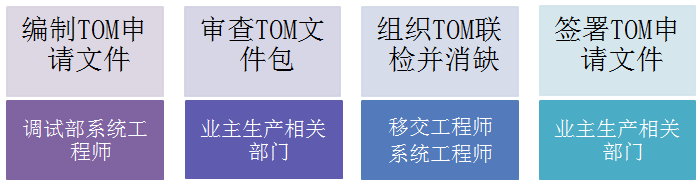 编制TOM申
请文件
调试部系统工
程师
审查TOM文
件包
业主生产相关
部门
组织TOM联
检并消缺
移交工程师
系统工程师
签署TOM申
请文件
业主生产相关
部门